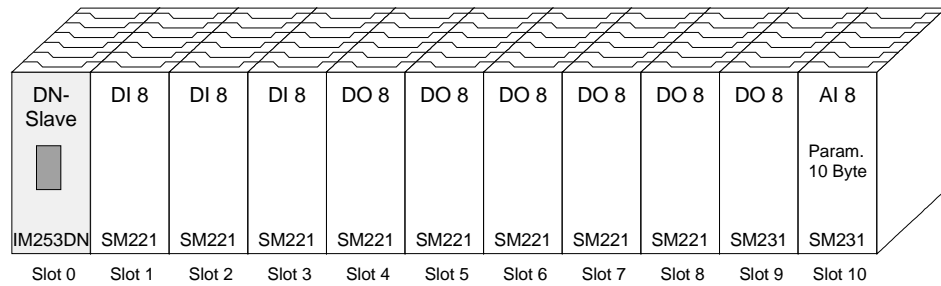 DN-
Slave
DI 8 DI 8 DI 8 DO 8 DO 8 DO 8 DO 8 DO 8 DO 8 AI 8
Param.
10 Byte
IM253DN SM221 SM221 SM221 SM221 SM221 SM221 SM221 SM221 SM231 SM231
Slot 0 Slot 1 Slot 2 Slot 3 Slot 4 Slot 5 Slot 6 Slot 7 Slot 8 Slot 9 Slot 10